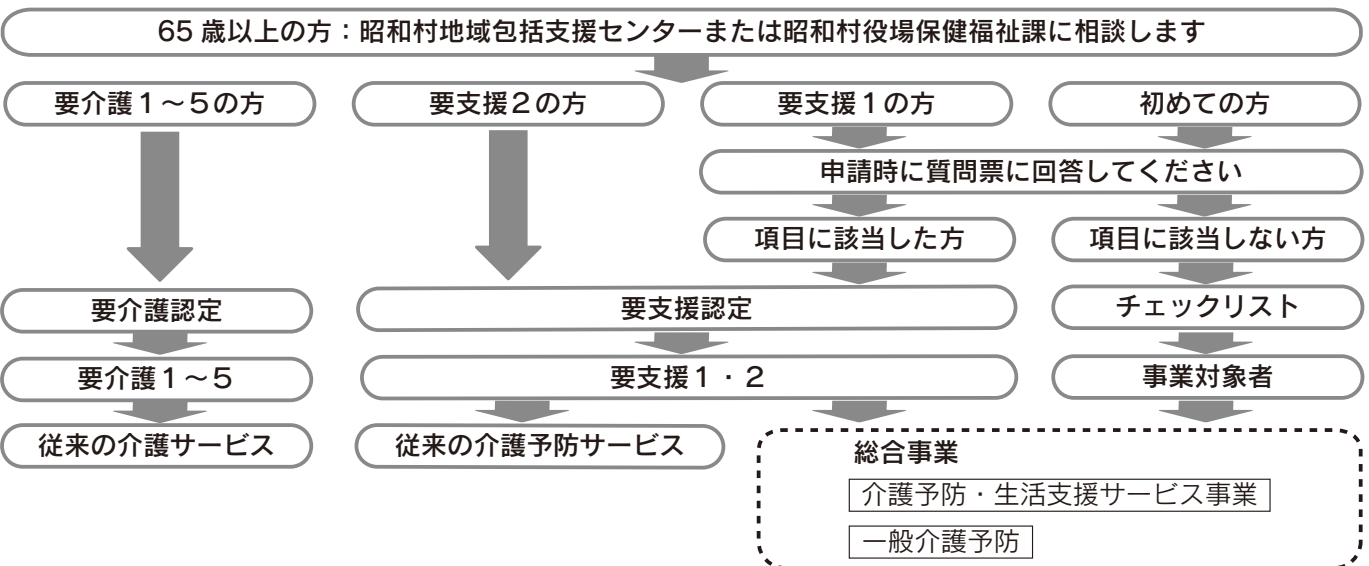 65 歳以上の方：昭和村地域包括支援センターまたは昭和村役場保健福祉課に相談します
要介護１～５の方
要支援２の方
要支援１の方
初めての方
申請時に質問票に回答してください
項目に該当した方
項目に該当しない方
要介護認定
要支援認定
チェックリスト
要介護１～５
要支援１・２
事業対象者
従来の介護サービス
従来の介護予防サービス
総合事業
介護予防・生活支援サービス事業
一般介護予防